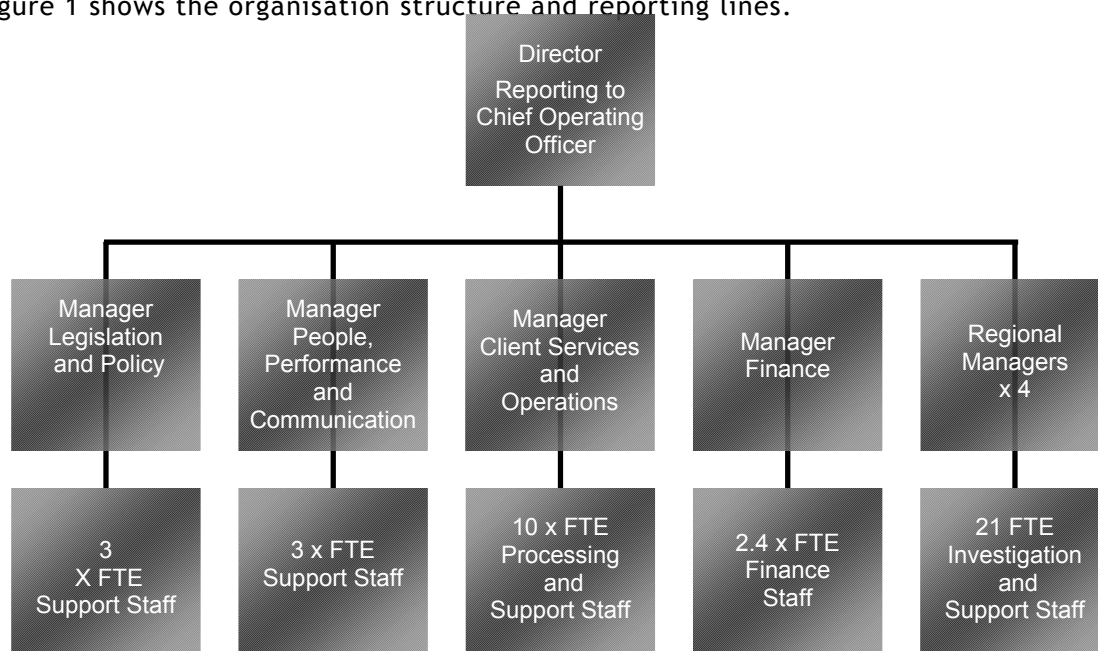 gure 1 shows the organisation structure and reporting lines.
Director
Reporting to
Chief Operating
Officer
Manager
Legislation
and Policy
Manager
People,
Performance
and
Communication
Manager
Client Services
and
Operations
Manager
Finance
Regional
Managers
x 4
3
X FTE
Support Staff
3 x FTE
Support Staff
10 x FTE
Processing
and
Support Staff
2.4 x FTE
Finance
Staff
21 FTE
Investigation
and
Support Staff